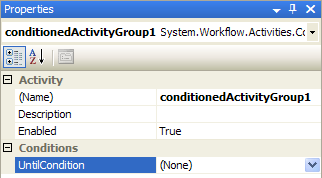 Properties
conditionedActivityGroup1 System.Workflow.Activities.Co
Activity
(Name) conditionedActivityGroup1
Description
Enabled True
Conditions
UntilCondition (None)